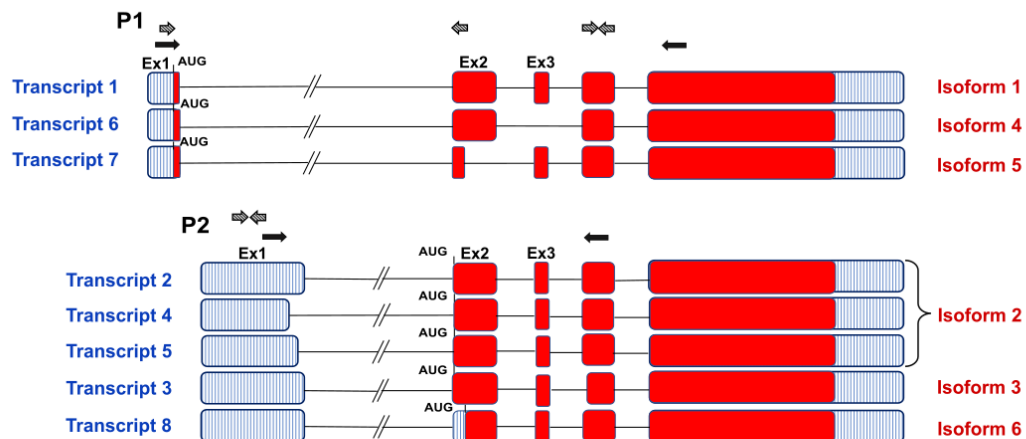 P1
Ex1 AUG Ex2 Ex3
Transcript 1 Isoform 1
AUG
Transcript 6 Isoform 4
AUG
Transcript 7 Isoform 5
P2
Ex1 AUG Ex2 Ex3
Transcript 2
AUG
Transcript 4 Isoform 2
AUG
Transcript 5
AUG
Transcript 3 Isoform 3
AUG
Transcript 8 Isoform 6